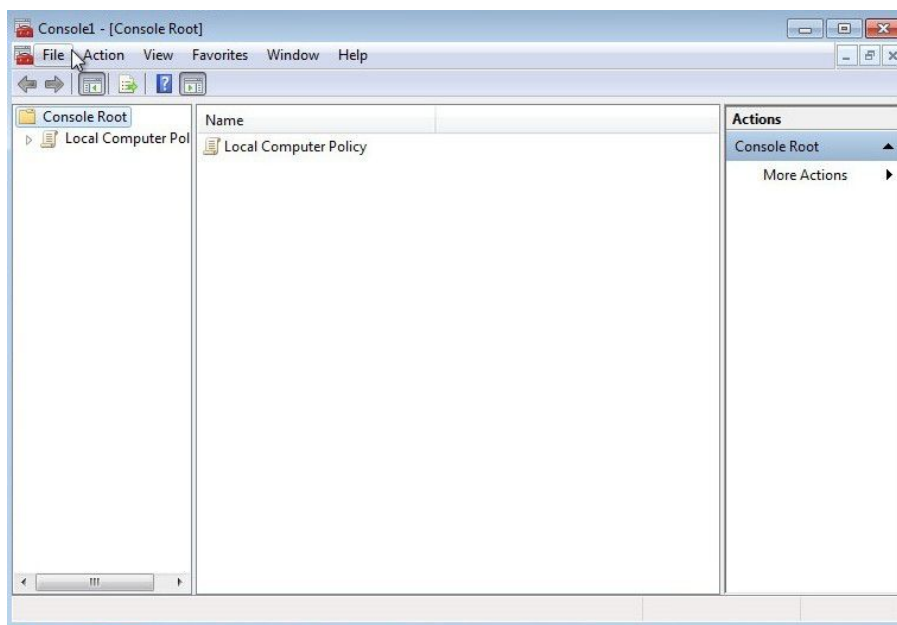 Console1 - [Console Root]
File Action View Favorites Window Help
Console Root
Local Computer Pol
Name
Local Computer Policy
Actions
Console Root
More Actions